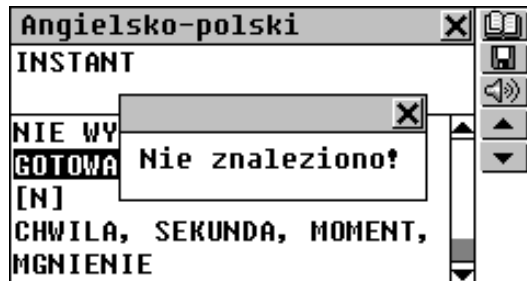 Angielsko-polski
INSTANT
NIE WY
GOTOWA
Nie znaleziono!
[N]
CHWILA, SEKUNDA, MOMENT,
MGNIENIE